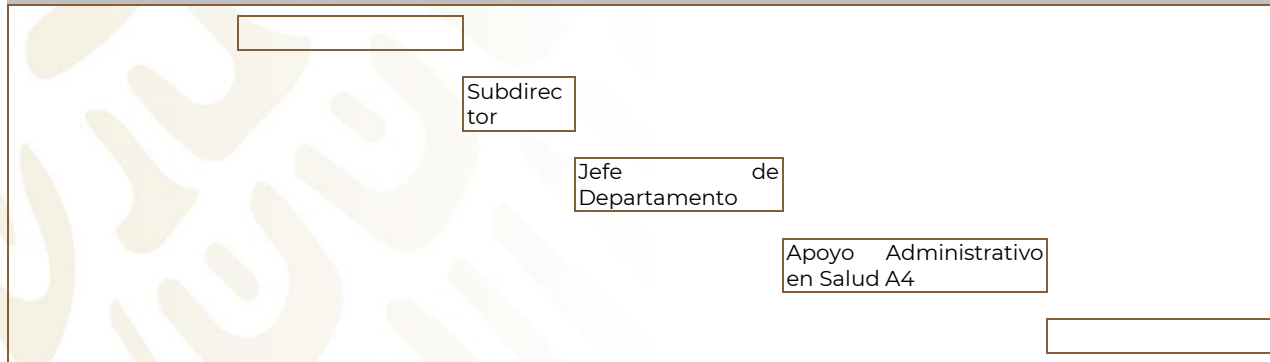 Subdirec
tor
Jefe de
Departamento
Apoyo Administrativo
en Salud A4